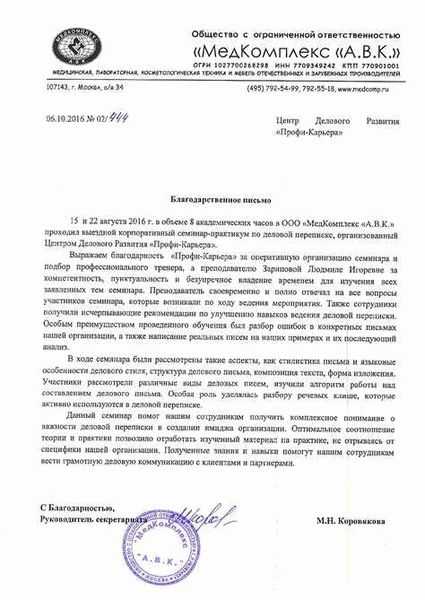 МЕДКОМПЛЕКС
А.В.К.
Общество с ограниченной ответственностью
«МедКомплекс «А.В.К.»
ОГРН 1027700268298 ИНН 7709349242 КПП 770901001
МЕДИЦИНСКАЯ, ЛАБОРАТОРНАЯ, КОСМЕТОЛОГИЧЕСКАЯ ТЕХНИКА И МЕБЕЛЬ ОТЕЧЕСТВЕННЫХ И ЗАРУБЕЖНЫХ ПРОИЗВОДИТЕЛЕЙ
107143, г. Москва, а/я 34
(495) 792-54-99, 792-55-18, www.medcomp.ru
06.10.2016 № 02/444
Центр Делового Развития
«Профи-Карьера»
Благодарственное письмо
15 и 22 августа 2016 г. в объеме 8 академических часов в ООО «МедКомплекс «А.В.К.»
проходил выездной корпоративный семинар-практикум по деловой переписке, организованный
Центром Делового Развития «Профи-Карьера».
Выражаем благодарность «Профи-Карьера» за оперативную организацию семинара и
подбор профессионального тренера, а преподавателю Зариповой Людмиле Игоревне за
компетентность, пунктуальность и безупречное владение временем для изучения всех
заявленных тем семинара. Преподаватель своевременно и полно отвечал на все вопросы
участников семинара, которые возникали по ходу ведения мероприятия. Также сотрудники
получили исчерпывающие рекомендации по улучшению навыков ведения деловой переписки.
Особым преимуществом проведенного обучения был разбор ошибок в конкретных письмах
нашей организации, а также написание реальных писем на наших примерах и их последующий
анализ.
В ходе семинара были рассмотрены такие аспекты, как стилистика письма и языковые
особенности делового стиля, структура делового письма, композиция текста, форма изложения.
Участники рассмотрели различные виды деловых писем, изучили алгоритм работы над
составлением делового письма. Особая роль уделялась разбору речевых клише, которые
активно используются в деловой переписке.
Данный семинар помог нашим сотрудникам получить комплексное понимание о
важности деловой переписки в создании имиджа организации. Оптимальное соотношение
теории и практики позволило отработать изученный материал на практике, не отрываясь от
специфики нашей организации. Полученные знания и навыки помогут нашим сотрудникам
вести грамотную деловую коммуникацию с клиентами и партнерами.
С Благодарностью,
Руководитель секретариата
М.Н. Коровякова
«МедКомплекс
"А.В.К."